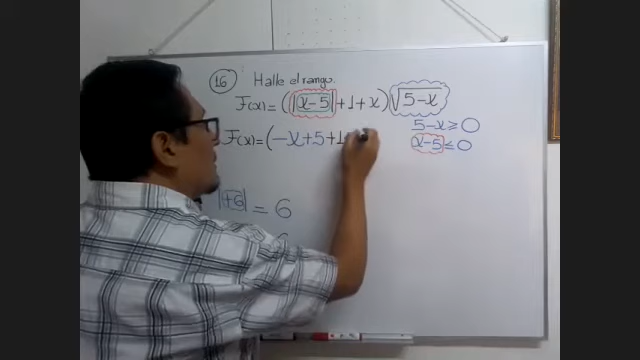 16 Halle el rango.
F(x) = (|x-5|+1+x)√5-x
5-x ≥ 0
x-5 ≤ 0
F(x) = (-x+5+1
|+6| = 6